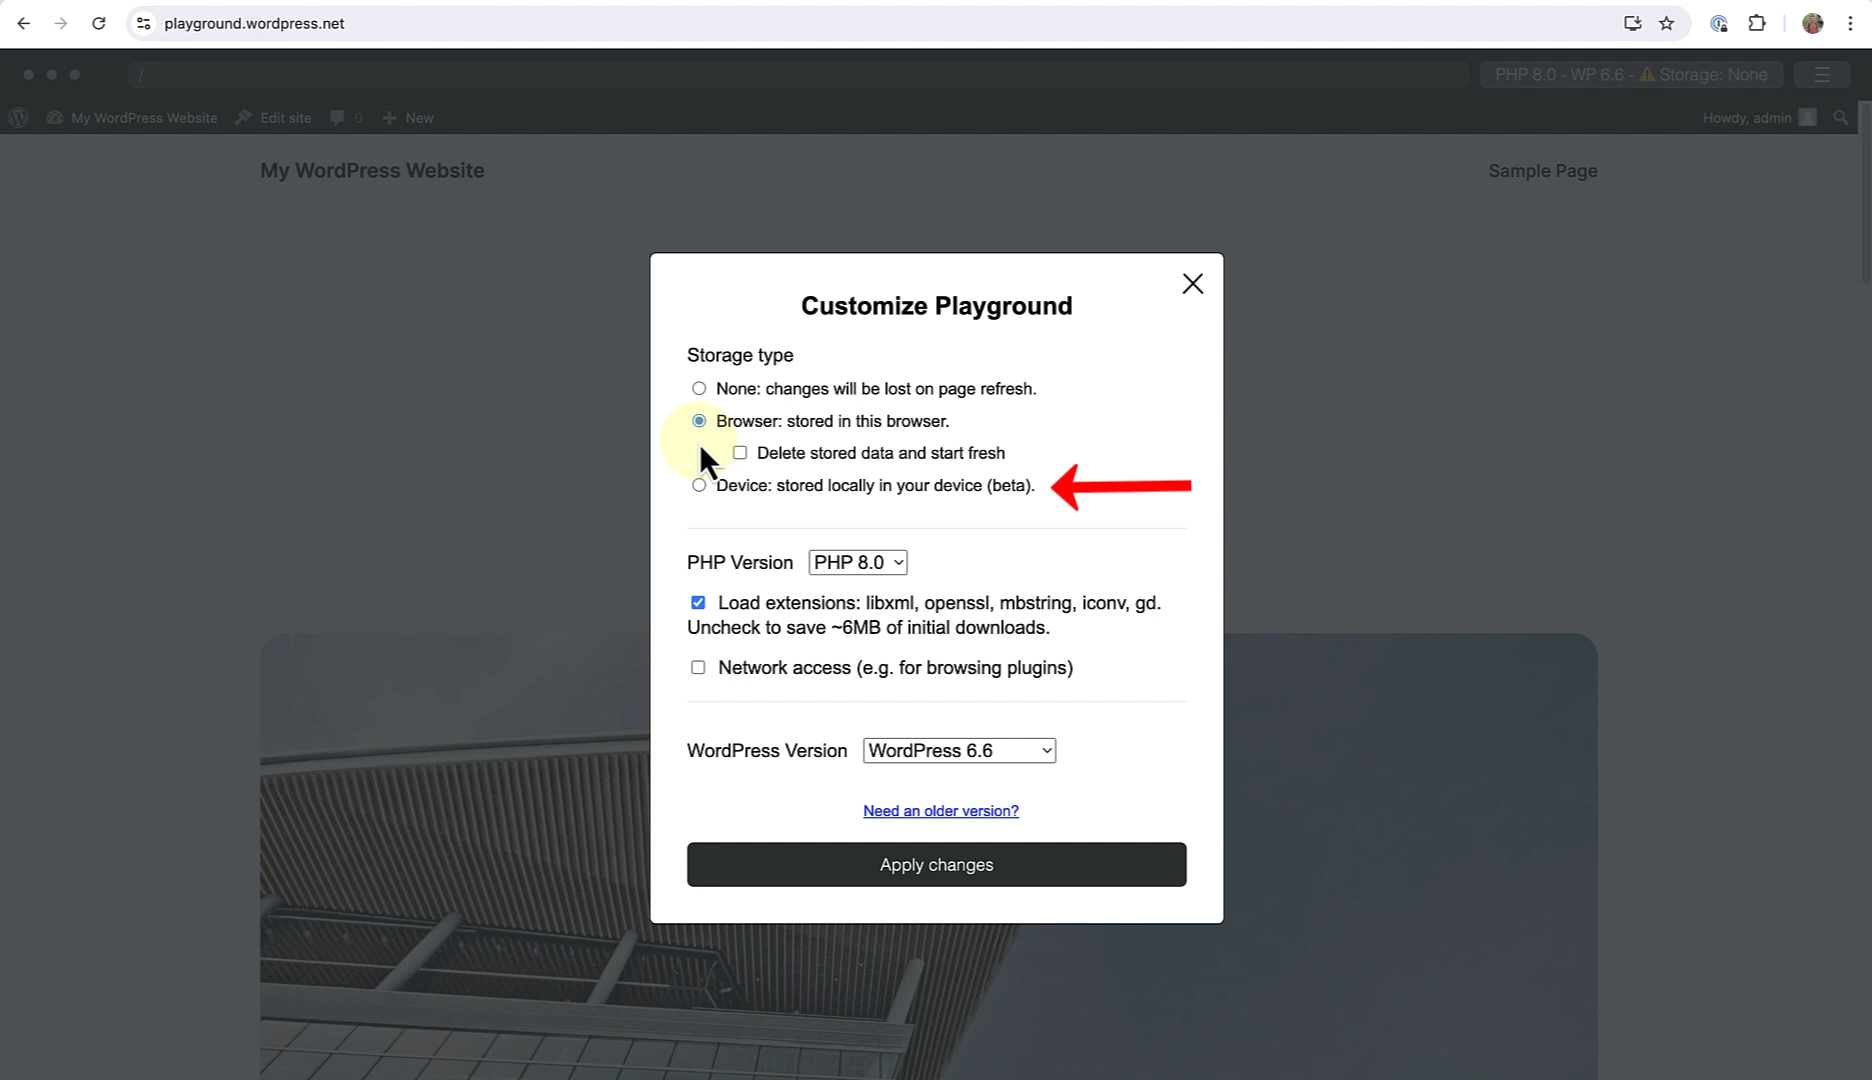 playground.wordpress.net
/
PHP 8.0 - WP 6.6 - ⚠ Storage: None
My WordPress Website
Edit site
0
New
Howdy, admin
My WordPress Website
Sample Page
Customize Playground
Storage type
None: changes will be lost on page refresh.
Browser: stored in this browser.
Delete stored data and start fresh
Device: stored locally in your device (beta).
PHP Version
PHP 8.0
Load extensions: libxml, openssl, mbstring, iconv, gd.
Uncheck to save ~6MB of initial downloads.
Network access (e.g. for browsing plugins)
WordPress Version
WordPress 6.6
Need an older version?
Apply changes